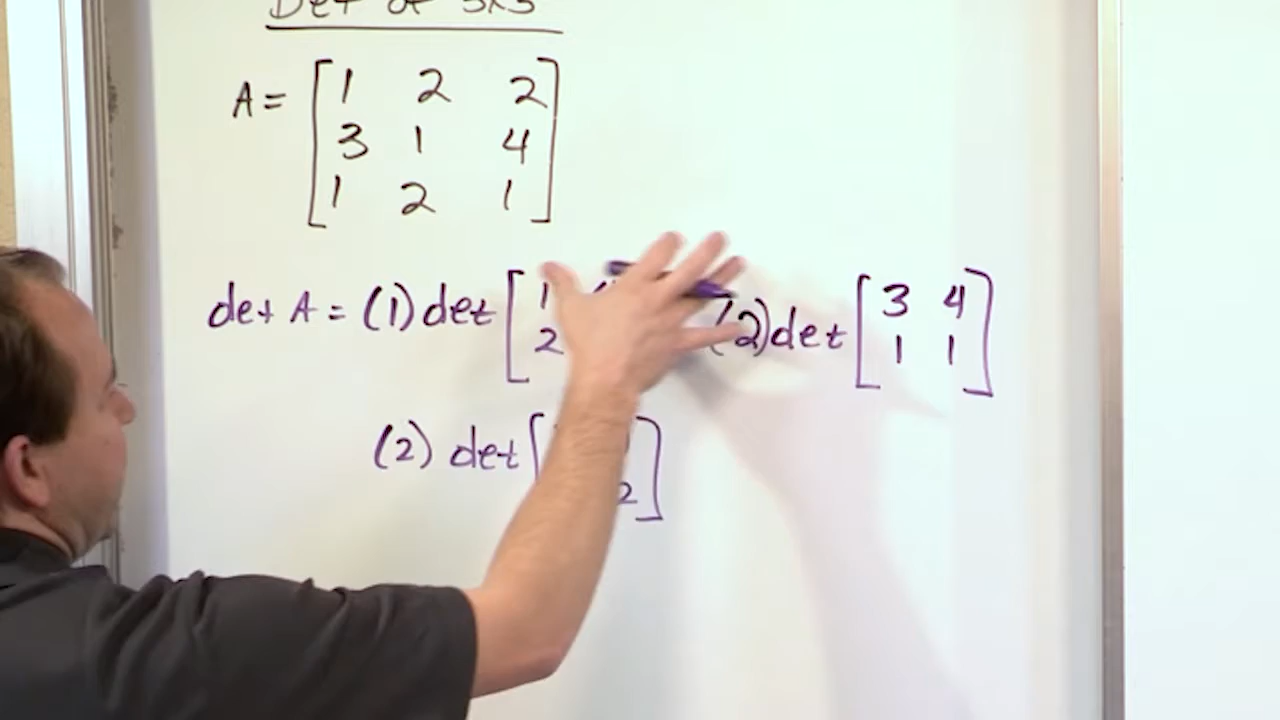 Det of 3x3
A = [1 2 2
3 1 4
1 2 1]
det A = (1) det [1 (2) det [3 4
2 1 1]
(2) det [
2]